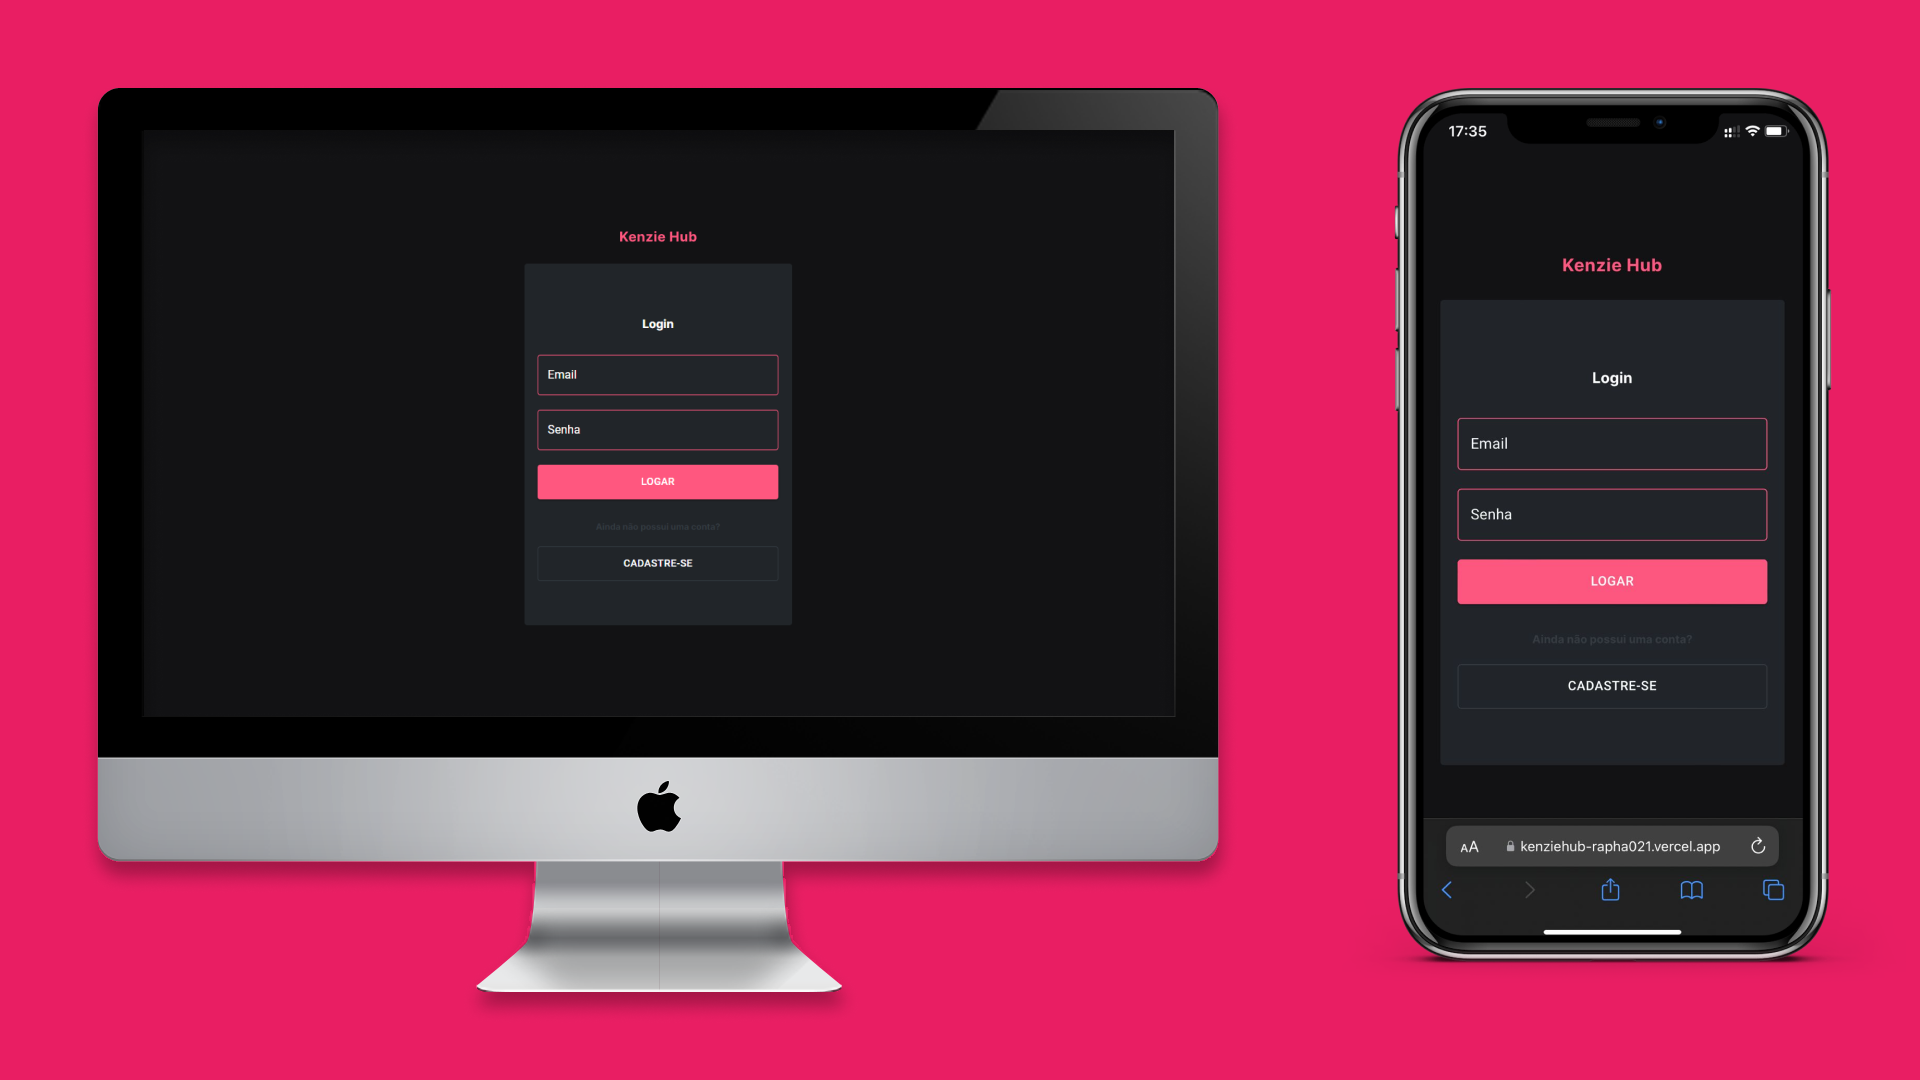 Kenzie Hub
Login
Email
Senha
LOGAR
Ainda não possui uma conta?
CADASTRE-SE
17:35
Kenzie Hub
Login
Email
Senha
LOGAR
Ainda não possui uma conta?
CADASTRE-SE
AA kenziehub-rapha021.vercel.app